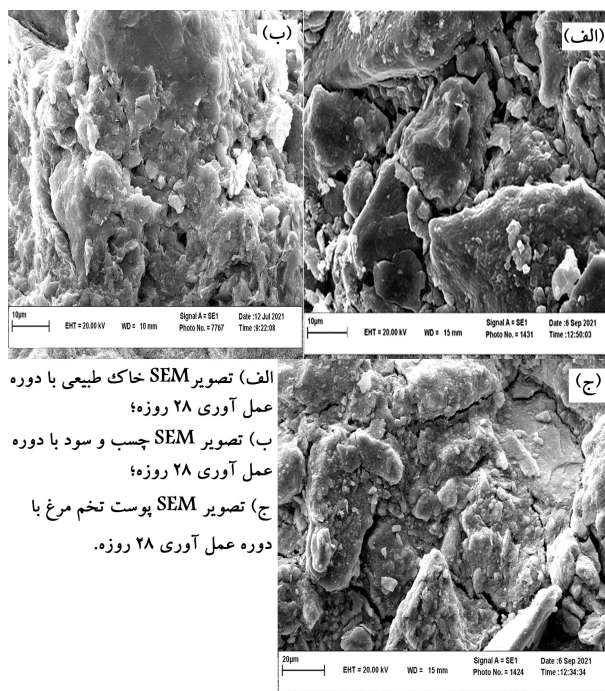 (ب)
(الف)
10µm
EHT = 20.00 kV
WD = 10 mm
Signal A = SE1
Photo No. = 7767
Date :12 Jul 2021
Time :9:22:08
10µm
EHT = 20.00 kV
WD = 15 mm
Signal A = SE1
Photo No. = 1431
Date :6 Sep 2021
Time :12:50:03
(ج)
الف) تصویر SEM خاک طبیعی با دوره
عمل آوری ۲۸ روزه؛
ب) تصویر SEM چسب و سود با دوره
عمل آوری ۲۸ روزه؛
ج) تصویر SEM پوست تخم مرغ با
دوره عمل آوری ۲۸ روزه.
20µm
EHT = 20.00 kV
WD = 15 mm
Signal A = SE1
Photo No. = 1424
Date :6 Sep 2021
Time :12:34:34